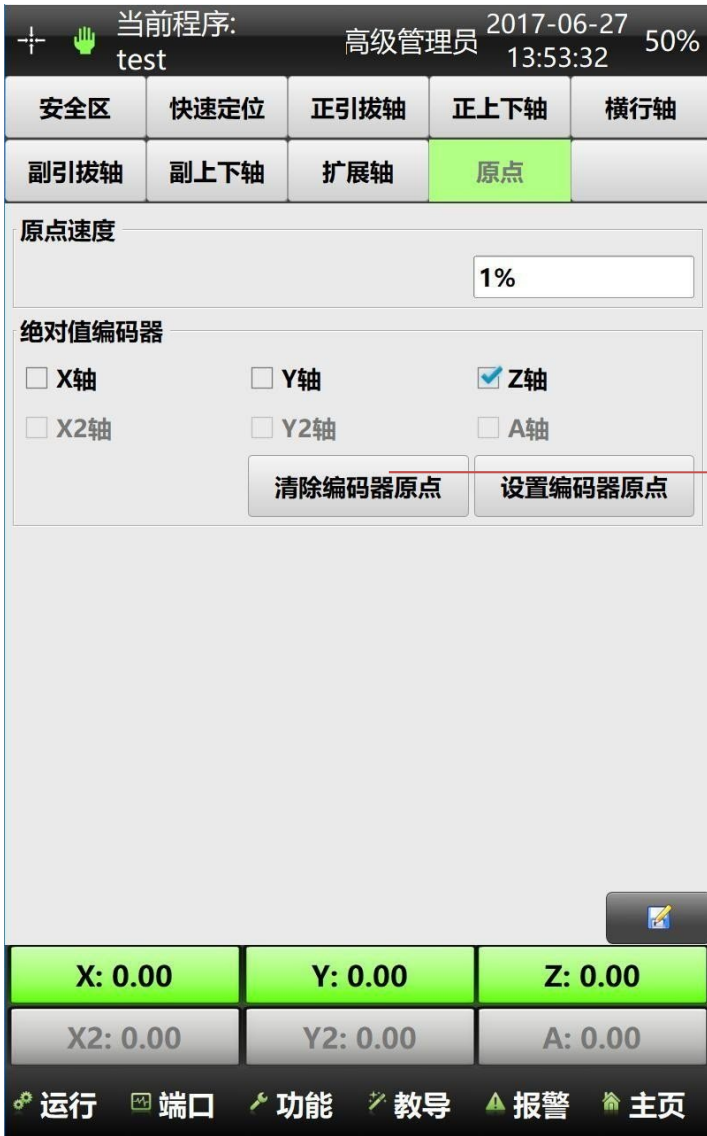 当前程序:
test
高级管理员
2017-06-27
13:53:32
50%
安全区 快速定位 正引拔轴 正上下轴 横行轴
副引拔轴 副上下轴 扩展轴 原点
原点速度
1%
绝对值编码器
X轴 Y轴 Z轴
X2轴 Y2轴 A轴
清除编码器原点 设置编码器原点
X: 0.00 Y: 0.00 Z: 0.00
X2: 0.00 Y2: 0.00 A: 0.00
运行 端口 功能 教导 报警 主页